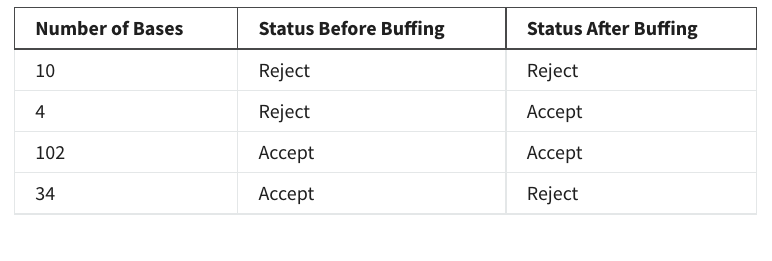 Number of Bases Status Before Buffing Status After Buffing
10 Reject Reject
4 Reject Accept
102 Accept Accept
34 Accept Reject